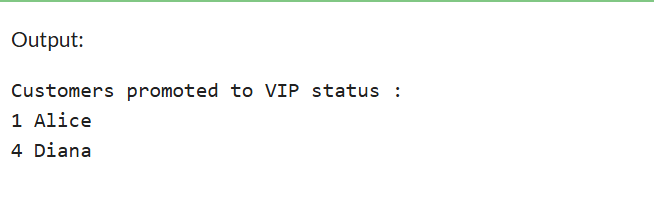 Output:
Customers promoted to VIP status :
1 Alice
4 Diana